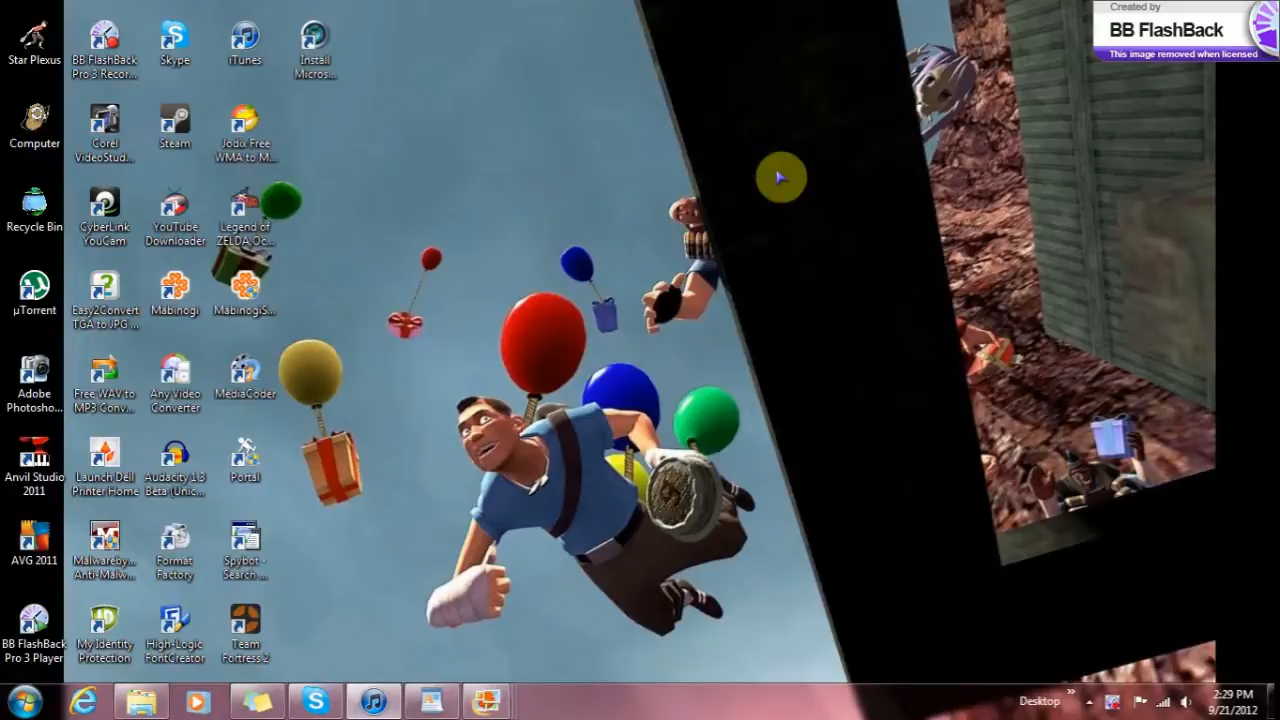 Star Plexus
Computer
Recycle Bin
µTorrent
Adobe
Photosho...
Anvil Studio
2011
AVG 2011
BB FlashBack
Pro 3 Player
BB FlashBack
Pro 3 Recor...
Corel
VideoStud...
CyberLink
YouCam
Easy2Convert
TGA to JPG ...
Free WAV to
MP3 Conv...
Launch Dell
Printer Home
Malwareby...
Anti-Malw...
My Identity
Protection
Skype
Steam
YouTube
Downloader
Mabinogi
Any Video
Converter
Audacity 1.3
Beta (Unic...
Format
Factory
High-Logic
FontCreator
iTunes
Jodix Free
WMA to M...
Legend of
ZELDA Oc...
MabinogiS...
MediaCoder
Portal
Spybot -
Search ...
Team
Fortress 2
Install
Micros...
Created by
BB FlashBack
This image removed when licensed
Desktop
2:29 PM
9/21/2012